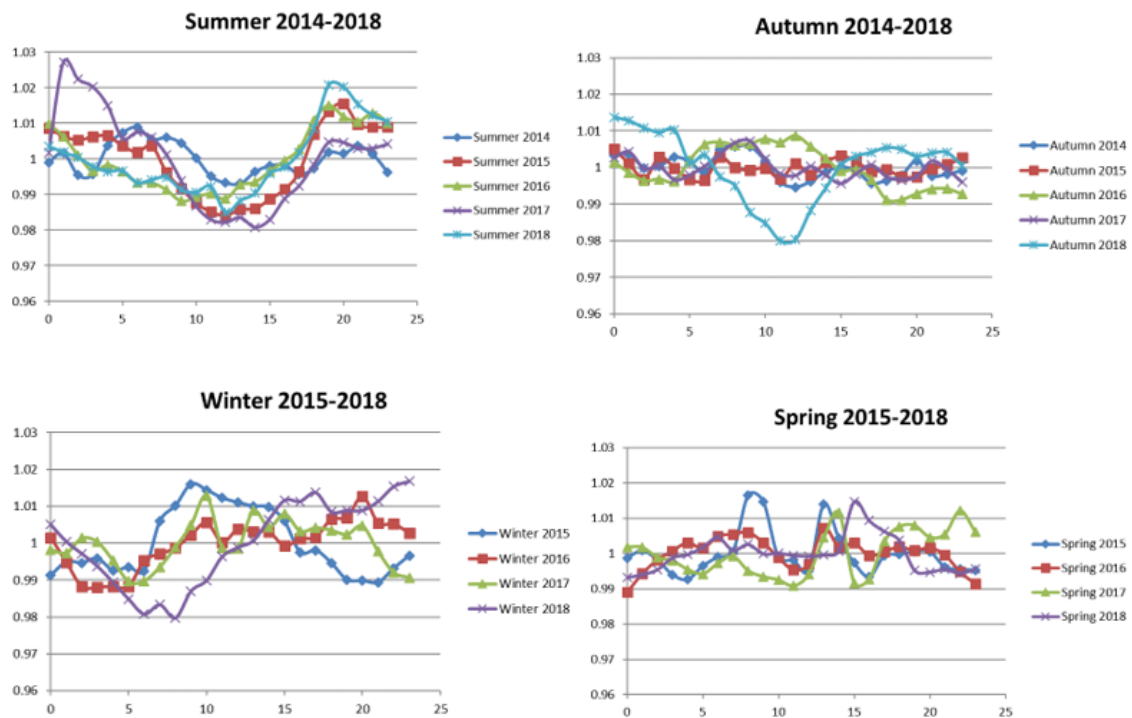 Summer 2014-2018
1.03
1.02
1.01
1
0.99
0.98
0.97
0.96
0
5
10
15
20
25
Summer 2014
Summer 2015
Summer 2016
Summer 2017
Summer 2018
Autumn 2014-2018
1.03
1.02
1.01
1
0.99
0.98
0.97
0.96
0
5
10
15
20
25
Autumn 2014
Autumn 2015
Autumn 2016
Autumn 2017
Autumn 2018
Winter 2015-2018
1.03
1.02
1.01
1
0.99
0.98
0.97
0.96
0
5
10
15
20
25
Winter 2015
Winter 2016
Winter 2017
Winter 2018
Spring 2015-2018
1.03
1.02
1.01
1
0.99
0.98
0.97
0.96
0
5
10
15
20
25
Spring 2015
Spring 2016
Spring 2017
Spring 2018